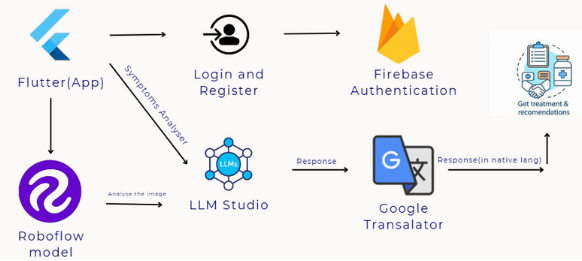 Flutter(App)
Login and
Register
Firebase
Authentication
Get treatment &
recomendations
Symptoms Analyser
LLMs
LLM Studio
Response
G
文
Google
Transalator
Response(in native lang)
Analyse the image
Roboflow
model